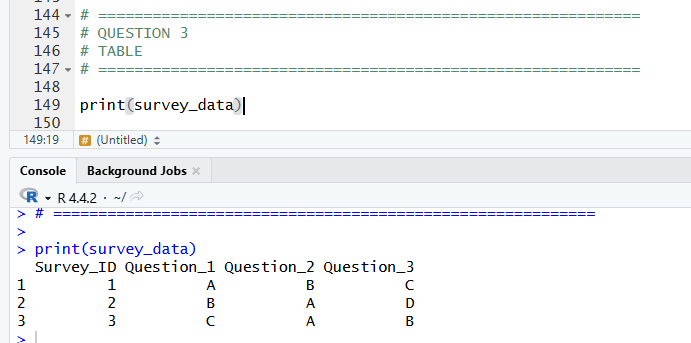 144 # ============================================================
145 # QUESTION 3
146 # TABLE
147 # ============================================================
148
149 print(survey_data)
150
149:19 # (Untitled)
Console Background Jobs
R 4.4.2 · ~/
> # ============================================================
>
> print(survey_data)
  Survey_ID Question_1 Question_2 Question_3
1         1          A          B          C
2         2          B          A          D
3         3          C          A          B
>